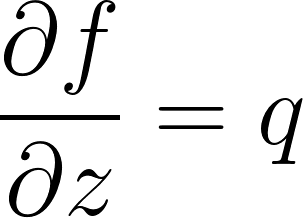 ∂f/∂z = q